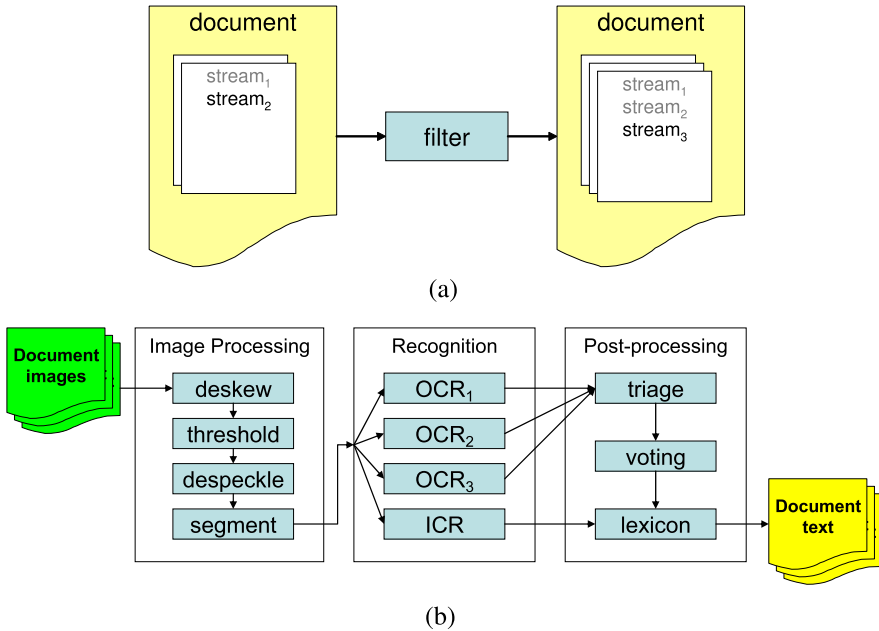 document
document
stream₁
stream₂
filter
stream₁
stream₂
stream₃
(a)
Document
images
Image Processing
deskew
threshold
despeckle
segment
Recognition
OCR₁
OCR₂
OCR₃
ICR
Post-processing
triage
voting
lexicon
Document
text
(b)